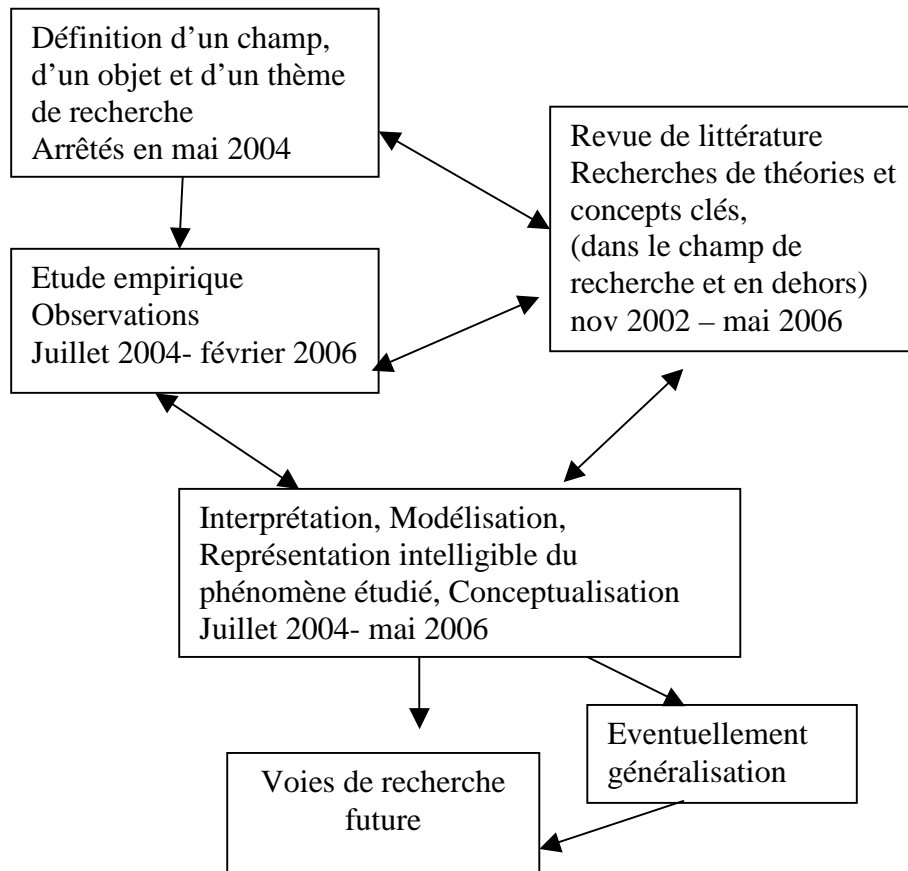 Définition d’un champ,
d’un objet et d’un thème
de recherche
Arrêtés en mai 2004
Revue de littérature
Recherches de théories et
concepts clés,
(dans le champ de
recherche et en dehors)
nov 2002 – mai 2006
Etude empirique
Observations
Juillet 2004- février 2006
Interprétation, Modélisation,
Représentation intelligible du
phénomène étudié, Conceptualisation
Juillet 2004- mai 2006
Eventuellement
généralisation
Voies de recherche
future